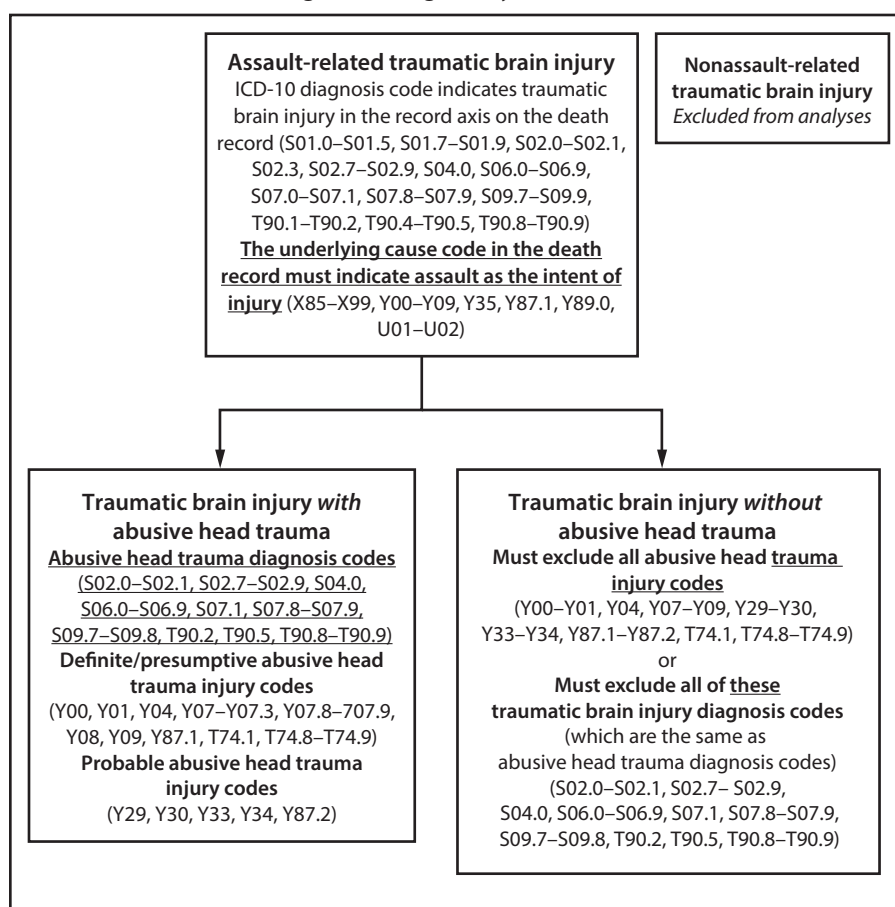 Assault-related traumatic brain injury
ICD-10 diagnosis code indicates traumatic
brain injury in the record axis on the death
record (S01.0–S01.5, S01.7–S01.9, S02.0–S02.1,
S02.3, S02.7–S02.9, S04.0, S06.0–S06.9,
S07.0–S07.1, S07.8–S07.9, S09.7–S09.9,
T90.1–T90.2, T90.4–T90.5, T90.8–T90.9)
The underlying cause code in the death
record must indicate assault as the intent of
injury (X85–X99, Y00–Y09, Y35, Y87.1, Y89.0,
U01–U02)
Nonassault-related
traumatic brain injury
Excluded from analyses
Traumatic brain injury with
abusive head trauma
Abusive head trauma diagnosis codes
(S02.0–S02.1, S02.7–S02.9, S04.0,
S06.0–S06.9, S07.1, S07.8–S07.9,
S09.7–S09.8, T90.2, T90.5, T90.8–T90.9)
Definite/presumptive abusive head
trauma injury codes
(Y00, Y01, Y04, Y07–Y07.3, Y07.8–707.9,
Y08, Y09, Y87.1, T74.1, T74.8–T74.9)
Probable abusive head trauma
injury codes
(Y29, Y30, Y33, Y34, Y87.2)
Traumatic brain injury without
abusive head trauma
Must exclude all abusive head trauma
injury codes
(Y00–Y01, Y04, Y07–Y09, Y29–Y30,
Y33–Y34, Y87.1–Y87.2, T74.1, T74.8–T74.9)
or
Must exclude all of these
traumatic brain injury diagnosis codes
(which are the same as
abusive head trauma diagnosis codes)
(S02.0–S02.1, S02.7– S02.9,
S04.0, S06.0–S06.9, S07.1, S07.8–S07.9,
S09.7–S09.8, T90.2, T90.5, T90.8–T90.9)